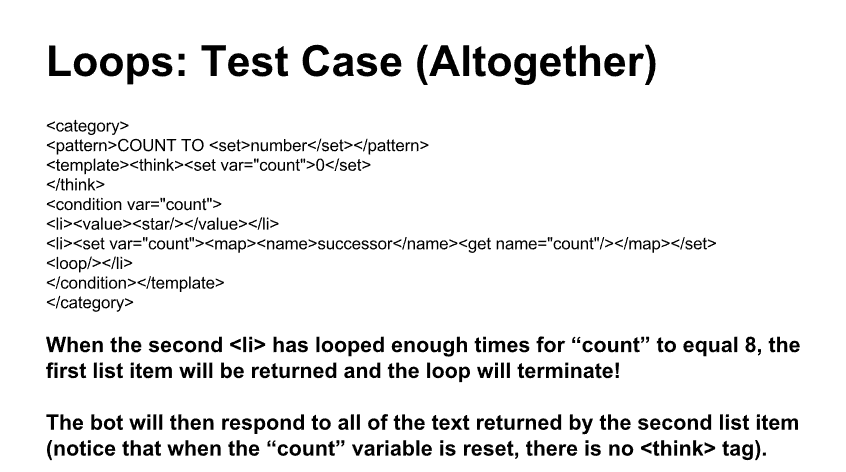 Loops: Test Case (Altogether)
<category>
<pattern>COUNT TO <set>number</set></pattern>
<template><think><set var="count">0</set>
</think>
<condition var="count">
<li><value><star/></value></li>
<li><set var="count"><map><name>successor</name><get name="count"/></map></set>
<loop/></li>
</condition></template>
</category>
When the second <li> has looped enough times for “count” to equal 8, the
first list item will be returned and the loop will terminate!
The bot will then respond to all of the text returned by the second list item
(notice that when the “count” variable is reset, there is no <think> tag).